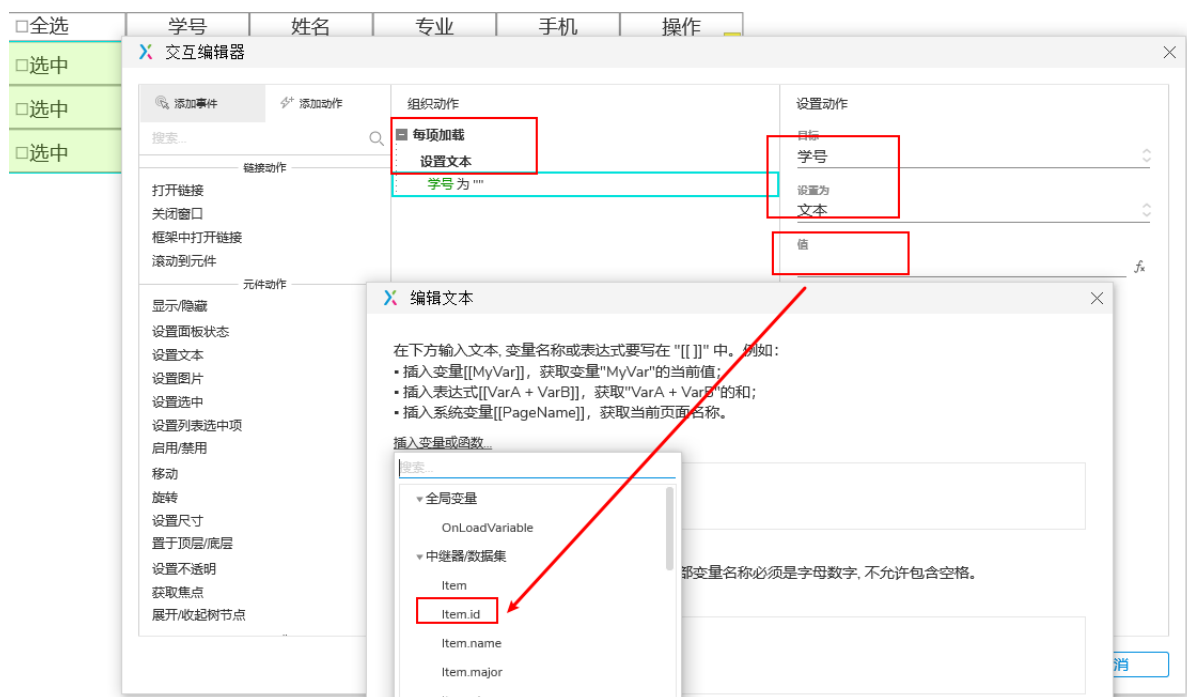 □全选 学号 姓名 专业 手机 操作
□选中
□选中
□选中
交互编辑器
添加事件 添加动作 组织动作 设置动作
搜索...
链接动作
打开链接
关闭窗口
框架中打开链接
滚动到元件
元件动作
显示/隐藏
设置面板状态
设置文本
设置图片
设置选中
设置列表选中项
启用/禁用
移动
旋转
设置尺寸
置于顶层/底层
设置不透明
获取焦点
展开/收起树节点
每项加载
设置文本
学号 为 ""
目标
学号
设置为
文本
值
fx
编辑文本
在下方输入文本, 变量名称或表达式要写在 "[[ ]]" 中。例如：
▪ 插入变量[[MyVar]]，获取变量"MyVar"的当前值；
▪ 插入表达式[[VarA + VarB]]，获取"VarA + VarB"的和；
▪ 插入系统变量[[PageName]]，获取当前页面名称。
插入变量或函数...
搜索...
全局变量
OnLoadVariable
中继器/数据集
Item
Item.id
Item.name
Item.major
部变量名称必须是字母数字, 不允许包含空格。
消